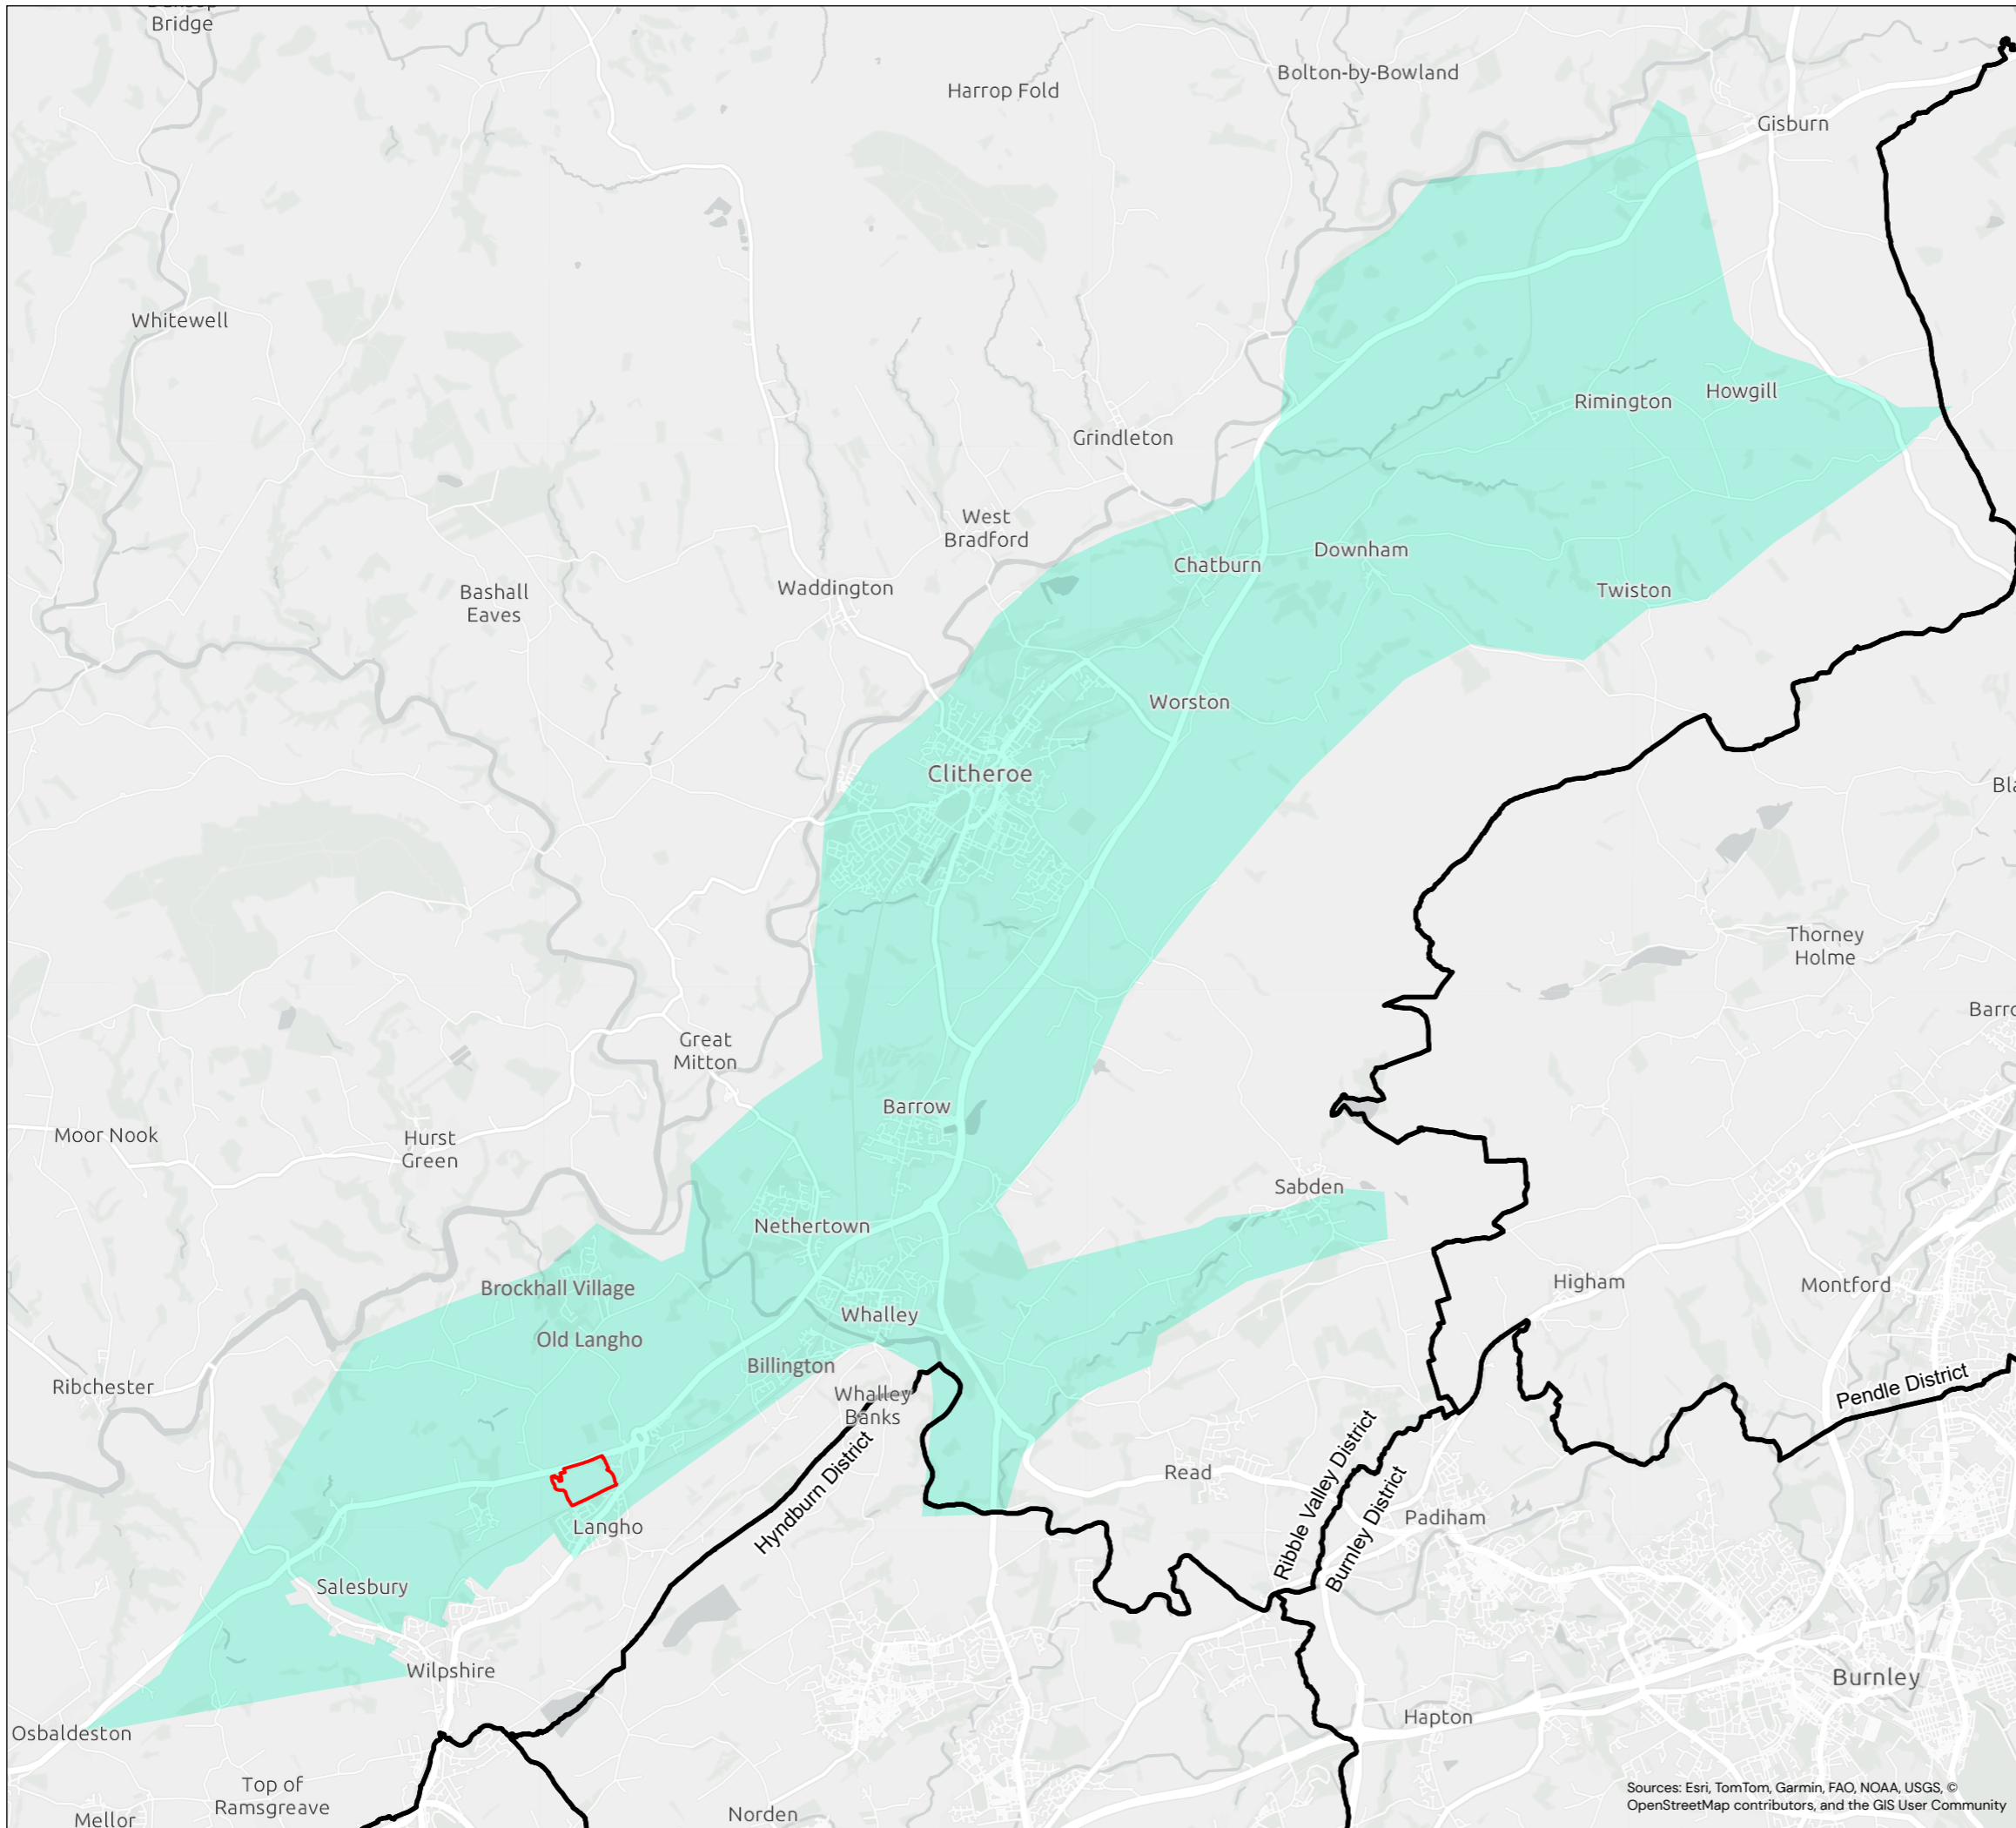 Bridge
Harrop Fold
Bolton-by-Bowland
Gisburn
Whitewell
Rimington
Howgill
Grindleton
West
Bradford
Chatburn
Downham
Twiston
Waddington
Bashall
Eaves
Worston
Clitheroe
Thorney
Holme
Great
Mitton
Barrow
Moor Nook
Hurst
Green
Sabden
Nethertown
Brockhall Village
Higham
Montford
Whalley
Old Langho
Billington
Ribchester
Whalley
Banks
Pendle District
Hyndburn District
Read
Ribble Valley District
Burnley District
Padiham
Langho
Salesbury
Wilpshire
Burnley
Osbaldeston
Hapton
Top of
Ramsgreave
Mellor
Norden
Sources: Esri, TomTom, Garmin, FAO, NOAA, USGS, ©
OpenStreetMap contributors, and the GIS User Community